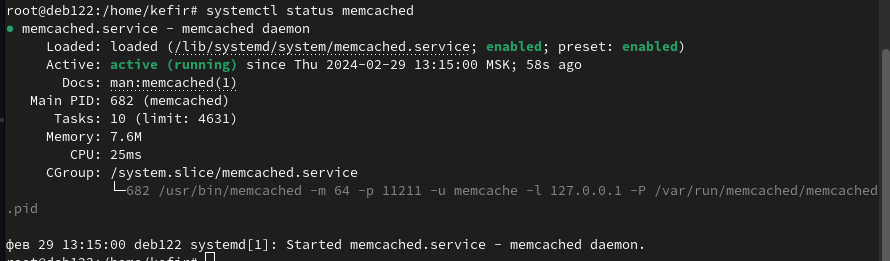 root@deb122:/home/kefir# systemctl status memcached
● memcached.service - memcached daemon
Loaded: loaded (/lib/systemd/system/memcached.service; enabled; preset: enabled)
Active: active (running) since Thu 2024-02-29 13:15:00 MSK; 58s ago
Docs: man:memcached(1)
Main PID: 682 (memcached)
Tasks: 10 (limit: 4631)
Memory: 7.6M
CPU: 25ms
CGroup: /system.slice/memcached.service
└─682 /usr/bin/memcached -m 64 -p 11211 -u memcache -l 127.0.0.1 -P /var/run/memcached/memcached
.pid
фев 29 13:15:00 deb122 systemd[1]: Started memcached.service - memcached daemon.
root@deb122:/home/kefir#